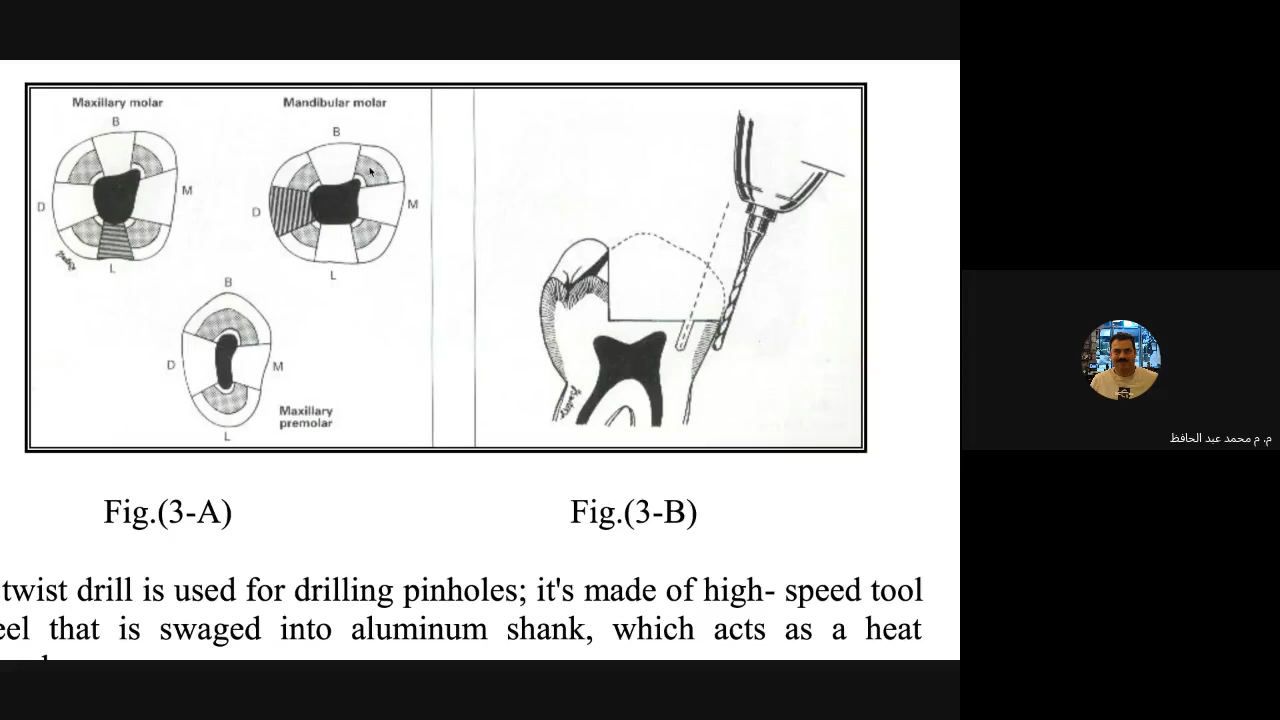 Maxillary molar
B
D
M
L
Mandibular molar
B
D
M
L
B
D
M
L
Maxillary
premolar
Fig.(3-A)
Fig.(3-B)
twist drill is used for drilling pinholes; it's made of high- speed tool
eel that is swaged into aluminum shank, which acts as a heat
م. م محمد عبد الحافظ